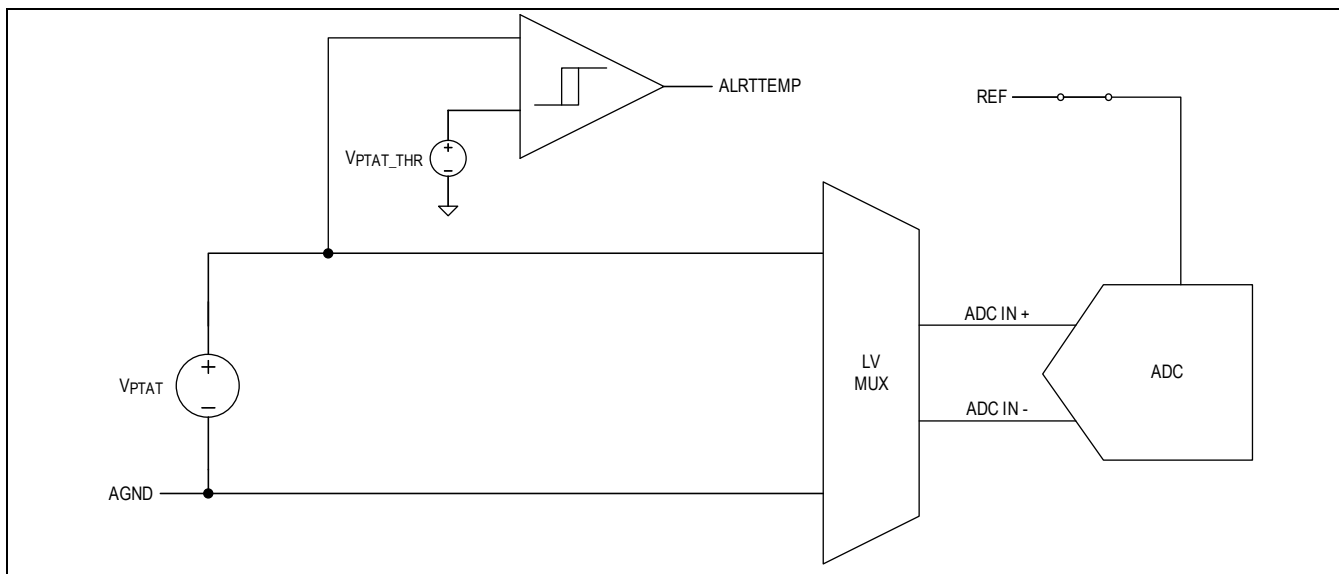 ALRTTEMP
REF
VPTAT_THR
ADC IN +
LV
MUX
ADC
VPTAT
ADC IN -
AGND